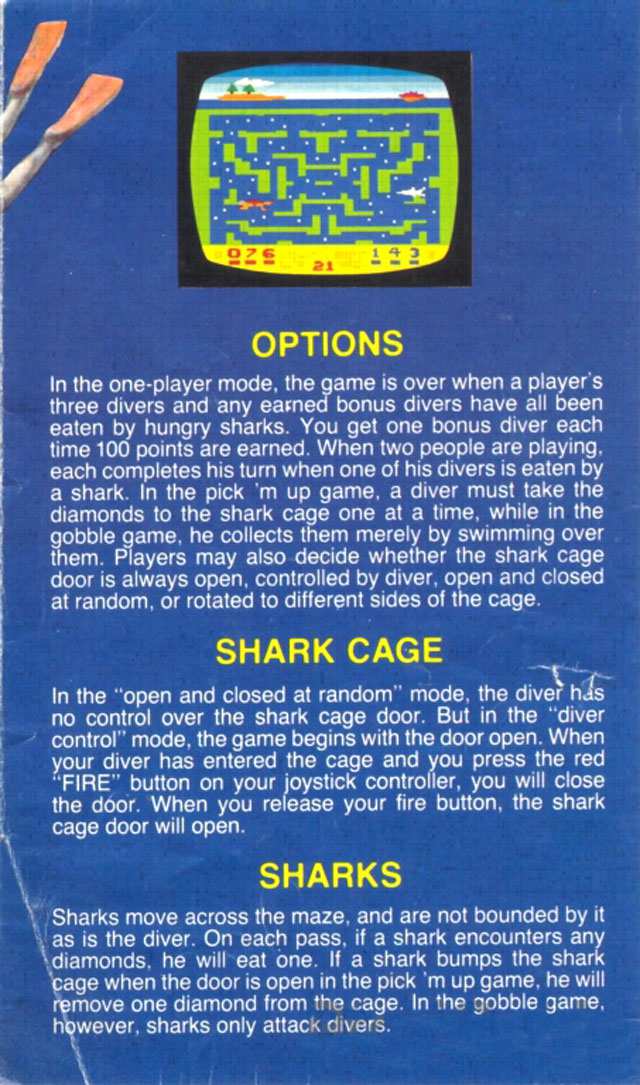 076
21
143
OPTIONS
In the one-player mode, the game is over when a player's
three divers and any earned bonus divers have all been
eaten by hungry sharks. You get one bonus diver each
time 100 points are earned. When two people are playing,
each completes his turn when one of his divers is eaten by
a shark. In the pick 'm up game, a diver must take the
diamonds to the shark cage one at a time, while in the
gobble game, he collects them merely by swimming over
them. Players may also decide whether the shark cage
door is always open, controlled by diver, open and closed
at random, or rotated to different sides of the cage.
SHARK CAGE
In the "open and closed at random" mode, the diver has
no control over the shark cage door. But in the "diver
control" mode, the game begins with the door open. When
your diver has entered the cage and you press the red
"FIRE" button on your joystick controller, you will close
the door. When you release your fire button, the shark
cage door will open.
SHARKS
Sharks move across the maze, and are not bounded by it
as is the diver. On each pass, if a shark encounters any
diamonds, he will eat one. If a shark bumps the shark
cage when the door is open in the pick 'm up game, he will
remove one diamond from the cage. In the gobble game,
however, sharks only attack divers.